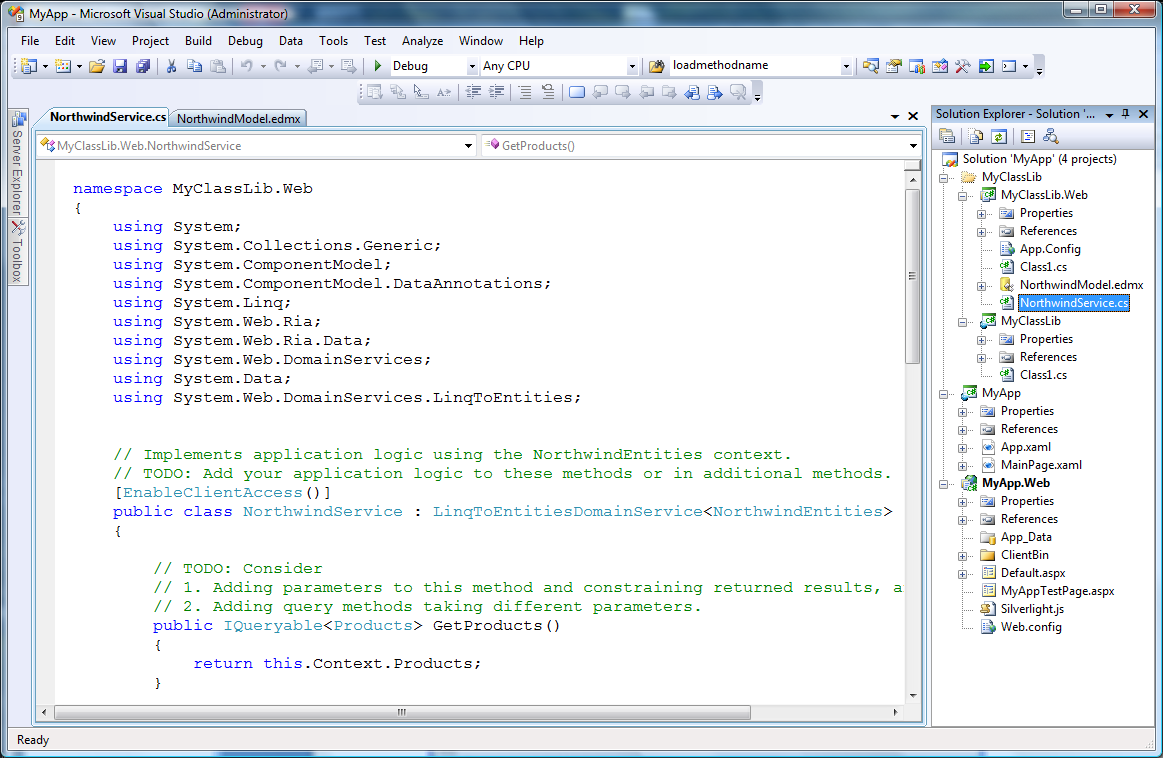 MyApp - Microsoft Visual Studio (Administrator)
File Edit View Project Build Debug Data Tools Test Analyze Window Help
Debug Any CPU loadmethodname
Server Explorer
Toolbox
NorthwindService.cs NorthwindModel.edmx
MyClassLib.Web.NorthwindService GetProducts()
namespace MyClassLib.Web
{
using System;
using System.Collections.Generic;
using System.ComponentModel;
using System.ComponentModel.DataAnnotations;
using System.Linq;
using System.Web.Ria;
using System.Web.Ria.Data;
using System.Web.DomainServices;
using System.Data;
using System.Web.DomainServices.LinqToEntities;
// Implements application logic using the NorthwindEntities context.
// TODO: Add your application logic to these methods or in additional methods.
[EnableClientAccess()]
public class NorthwindService : LinqToEntitiesDomainService<NorthwindEntities>
{
// TODO: Consider
// 1. Adding parameters to this method and constraining returned results, a
// 2. Adding query methods taking different parameters.
public IQueryable<Products> GetProducts()
{
return this.Context.Products;
}
Solution Explorer - Solution '...
Solution 'MyApp' (4 projects)
MyClassLib
MyClassLib.Web
Properties
References
App.Config
Class1.cs
NorthwindModel.edmx
NorthwindService.cs
MyClassLib
Properties
References
Class1.cs
MyApp
Properties
References
App.xaml
MainPage.xaml
MyApp.Web
Properties
References
App_Data
ClientBin
Default.aspx
MyAppTestPage.aspx
Silverlight.js
Web.config
Ready